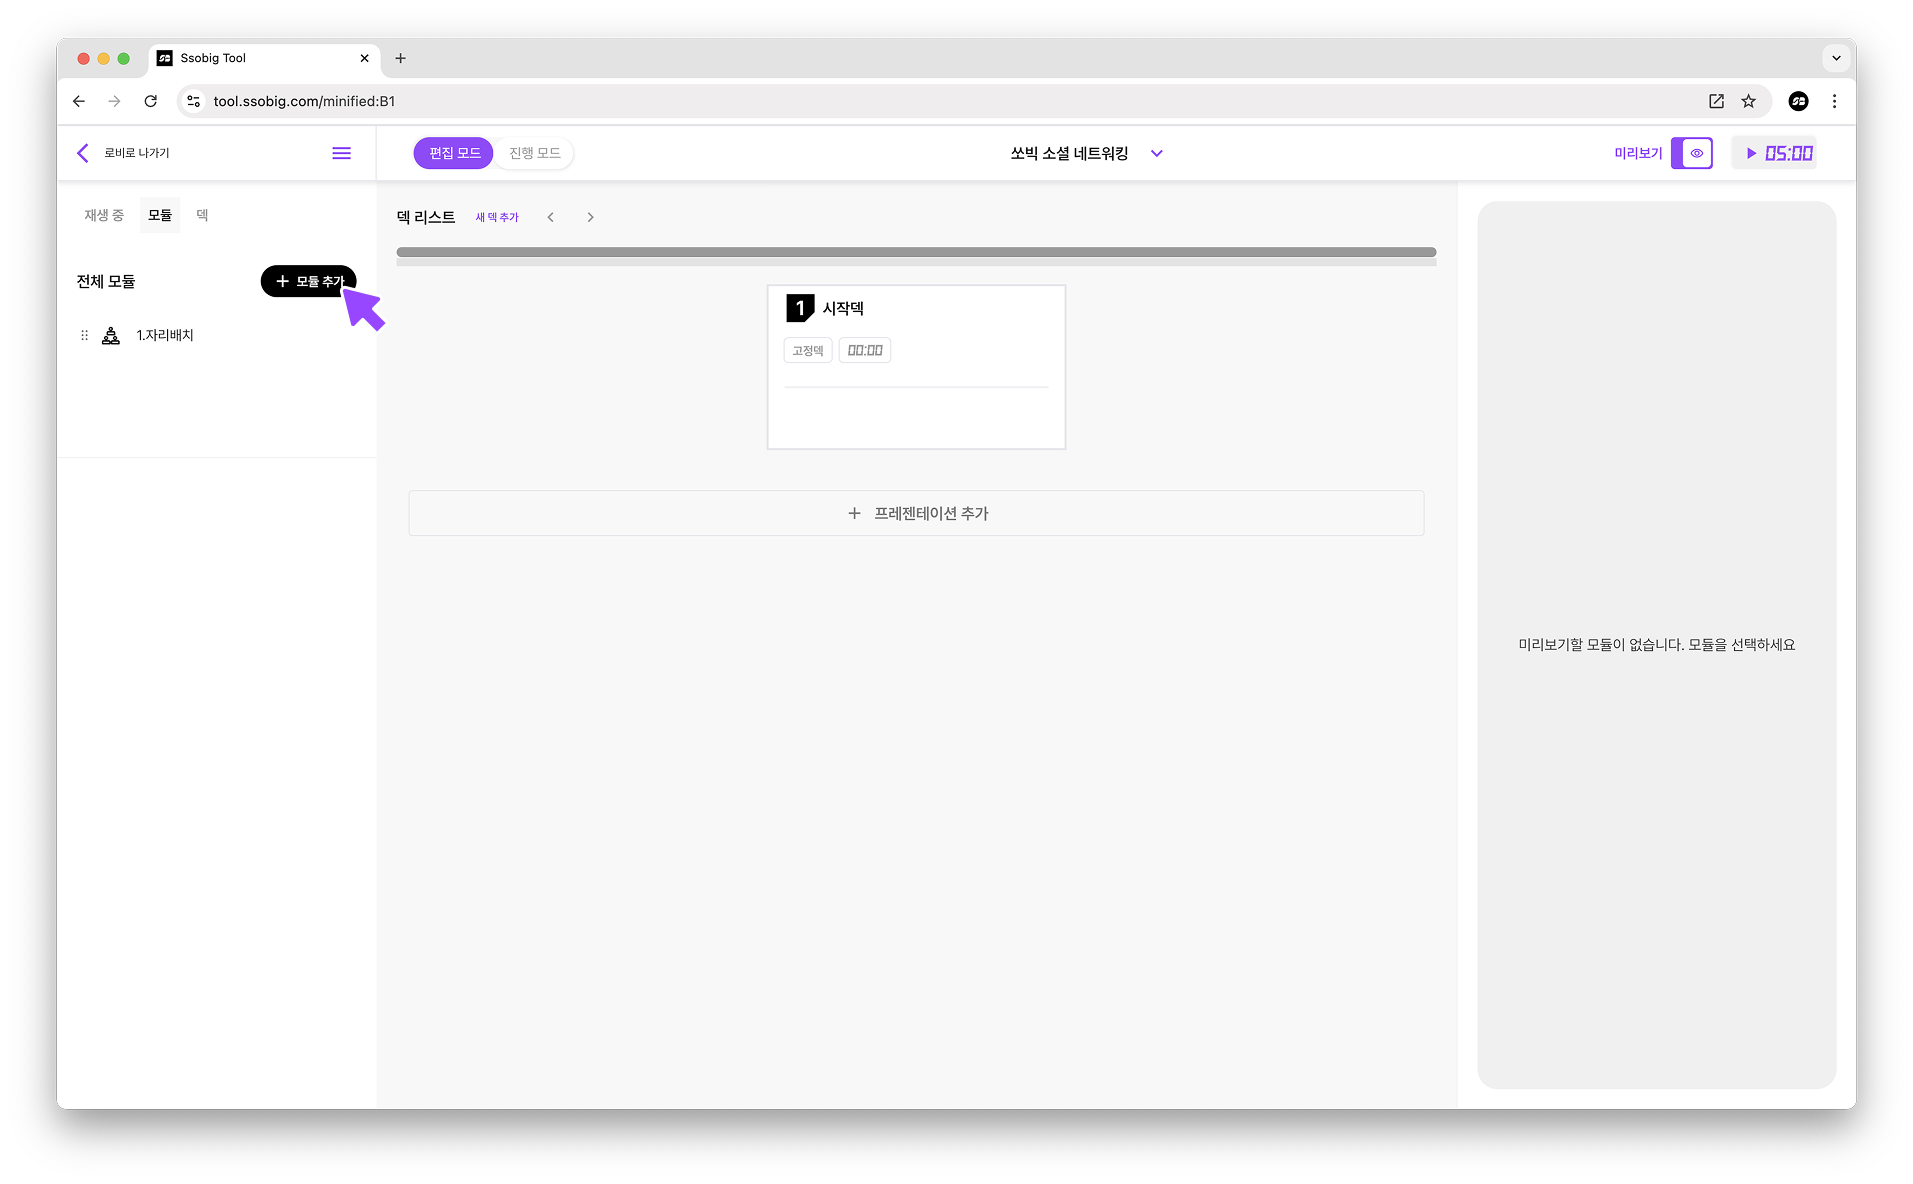 Ssobig Tool
tool.ssobig.com/minified:B1
로비로 나가기
편집 모드 진행 모드
쏘빅 소셜 네트워킹
미리보기
05:00
재생 중 모듈 덱
전체 모듈
+ 모듈 추가
1.자리배치
덱 리스트 새 덱 추가
1 시작덱
고정덱 00:00
+ 프레젠테이션 추가
미리보기할 모듈이 없습니다. 모듈을 선택하세요